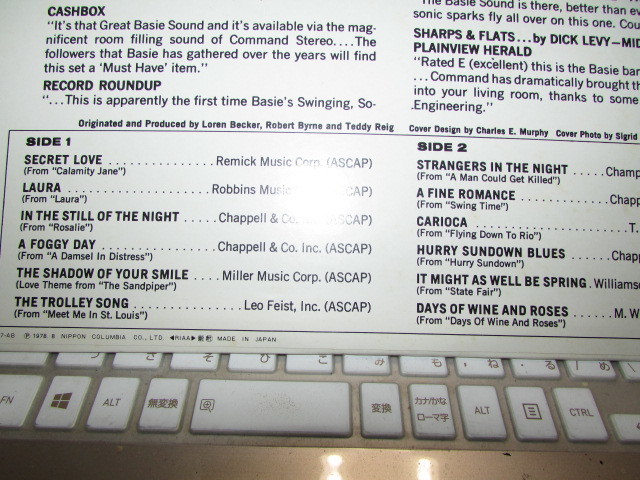 CASHBOX
"It's that Great Basie Sound and it's available via the mag-
nificent room filling sound of Command Stereo....The
followers that Basie has gathered over the years will find
this set a 'Must Have' item."
RECORD ROUNDUP
"...This is apparently the first time Basie's Swinging, So-
The Basie Sound is there, better than
sonic sparks fly all over on this one.
SHARPS & FLATS...by DICK LEVY—
PLAINVIEW HERALD
"Rated E (excellent) this is the Basie
...Command has dramatically brought
into your living room, thanks to some
Engineering."
Originated and Produced by Loren Becker, Robert Byrne and Teddy Reig Cover Design by Charles E. Murphy Cover Photo by Sigrid
SIDE 1
SECRET LOVE ............... Remick Music Corp. (ASCAP)
(From "Calamity Jane")
LAURA ............... Robbins Music Corp. (ASCAP)
(From "Laura")
IN THE STILL OF THE NIGHT ..... Chappell & Co. Inc. (ASCAP)
(From "Rosalie")
A FOGGY DAY ............... Chappell & Co. Inc. (ASCAP)
(From "A Damsel In Distress")
THE SHADOW OF YOUR SMILE .... Miller Music Corp. (ASCAP)
(Love Theme from "The Sandpiper")
THE TROLLEY SONG ............... Leo Feist, Inc. (ASCAP)
(From "Meet Me In St. Louis")
SIDE 2
STRANGERS IN THE NIGHT .....
(From "A Man Could Get Killed")
A FINE ROMANCE ...............
(From "Swing Time")
CARIOCA ............... T.
(From "Flying Down To Rio")
HURRY SUNDOWN BLUES ......
(From "Hurry Sundown")
IT MIGHT AS WELL BE SPRING.
(From "State Fair")
DAYS OF WINE AND ROSES ...... M.
(From "Days Of Wine And Roses")
Ⓟ 1978. 8 NIPPON COLUMBIA CO., LTD. ◀RIAA▶ MADE IN JAPAN
ALT
無変換
変換
カナ/かな
ローマ字
ALT
CTRL